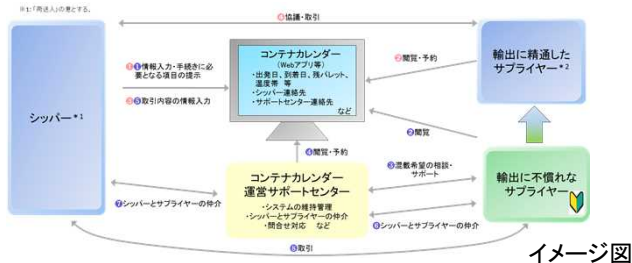 ※1:「荷送人」の意とする。
④協議・取引
①❶情報入力・手続きに必要となる項目の提示
③❺取引内容の情報入力
シッパー*1
コンテナカレンダー
(Webアプリ等)
・出発日、到着日、残パレット、
温度帯 等
・シッパー連絡先
・サポートセンター連絡先
など
②閲覧・予約
輸出に精通した
サプライヤー*2
❷閲覧
❹閲覧・予約
❸混載希望の相談・
サポート
コンテナカレンダー
運営サポートセンター
・システムの維持管理
・シッパーとサプライヤーの仲介
・問合せ対応 など
輸出に不慣れな
サプライヤー
❼シッパーとサプライヤーの仲介
❻シッパーとサプライヤーの仲介
❽取引
イメージ図